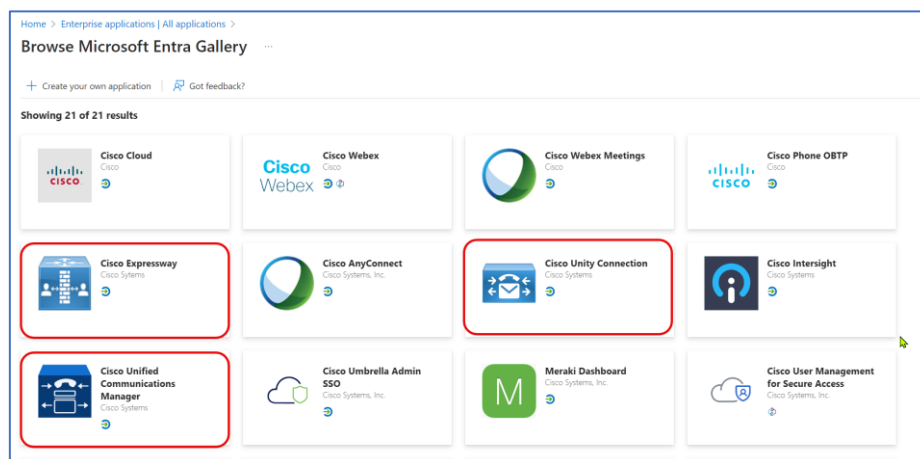 Home > Enterprise applications | All applications >
Browse Microsoft Entra Gallery ...
+ Create your own application | Got feedback?
Showing 21 of 21 results
CISCO
Cisco Cloud
Cisco
Cisco
Webex
Cisco Webex
Cisco
Cisco Webex Meetings
Cisco
CISCO
Cisco Phone OBTP
Cisco
Cisco Expressway
Cisco Sytems
Cisco AnyConnect
Cisco Systems, Inc.
Cisco Unity Connection
Cisco Systems
Cisco Intersight
Cisco Systems
Cisco Unified
Communications
Manager
Cisco Systems
Cisco Umbrella Admin
SSO
Cisco Systems, Inc.
M
Meraki Dashboard
Cisco Systems, Inc.
Cisco User Management
for Secure Access
Cisco Systems, Inc.